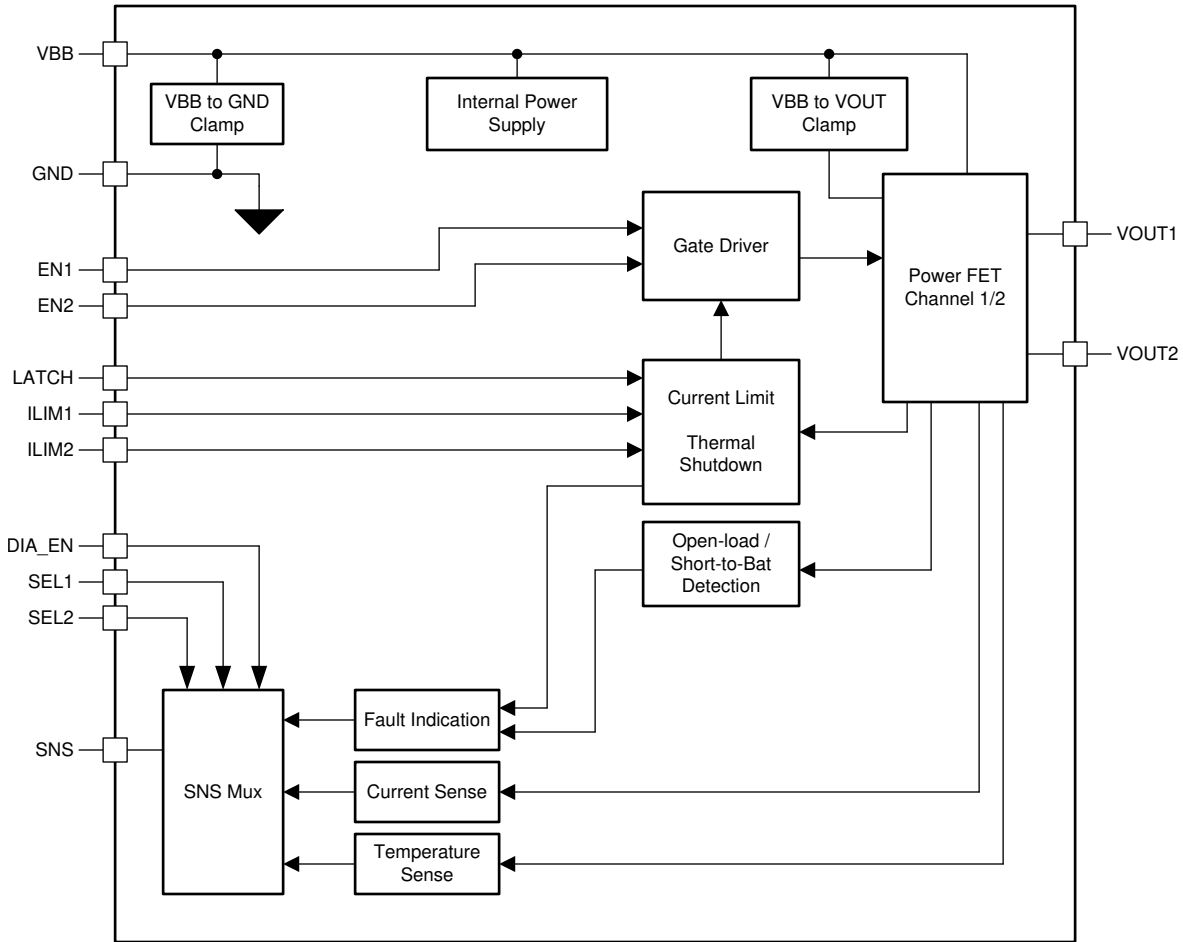 VBB
VBB to GND
Clamp
Internal Power
Supply
VBB to VOUT
Clamp
GND
Gate Driver
VOUT1
EN1
Power FET
Channel 1/2
EN2
VOUT2
LATCH
Current Limit
ILIM1
Thermal
Shutdown
ILIM2
DIA_EN
Open-load /
Short-to-Bat
Detection
SEL1
SEL2
Fault Indication
SNS
SNS Mux
Current Sense
Temperature
Sense